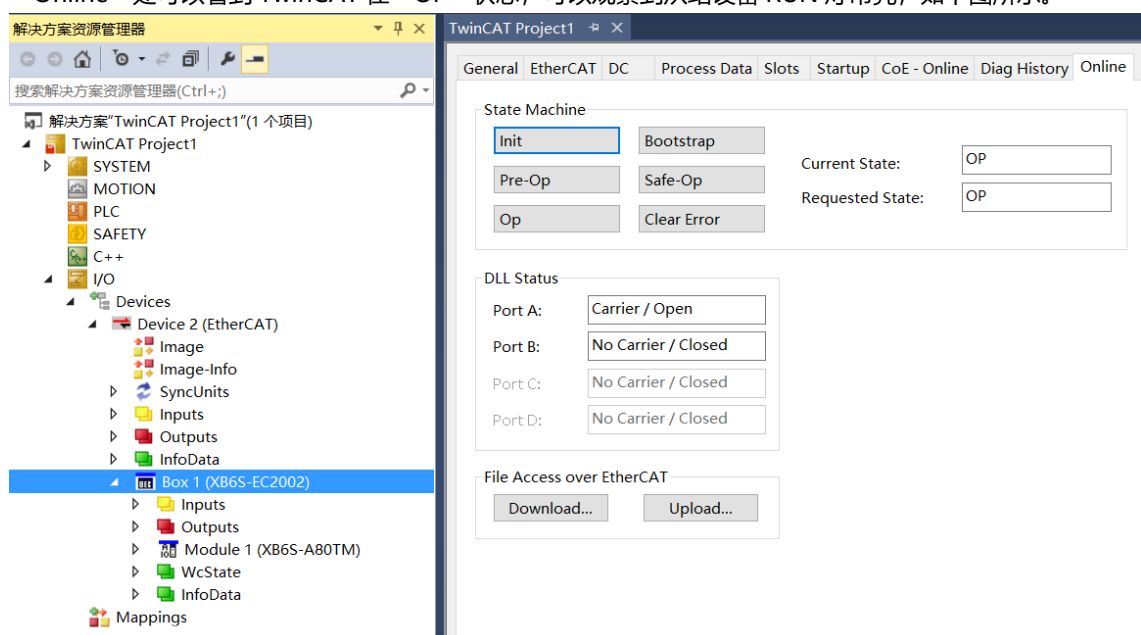 解决方案资源管理器
搜索解决方案资源管理器(Ctrl+;)
解决方案"TwinCAT Project1"(1 个项目)
TwinCAT Project1
SYSTEM
MOTION
PLC
SAFETY
C++
I/O
Devices
Device 2 (EtherCAT)
Image
Image-Info
SyncUnits
Inputs
Outputs
InfoData
Box 1 (XB6S-EC2002)
Inputs
Outputs
Module 1 (XB6S-A80TM)
WcState
InfoData
Mappings
TwinCAT Project1
General EtherCAT DC Process Data Slots Startup CoE - Online Diag History Online
State Machine
Init Bootstrap
Pre-Op Safe-Op
Op Clear Error
Current State: OP
Requested State: OP
DLL Status
Port A: Carrier / Open
Port B: No Carrier / Closed
Port C: No Carrier / Closed
Port D: No Carrier / Closed
File Access over EtherCAT
Download... Upload...